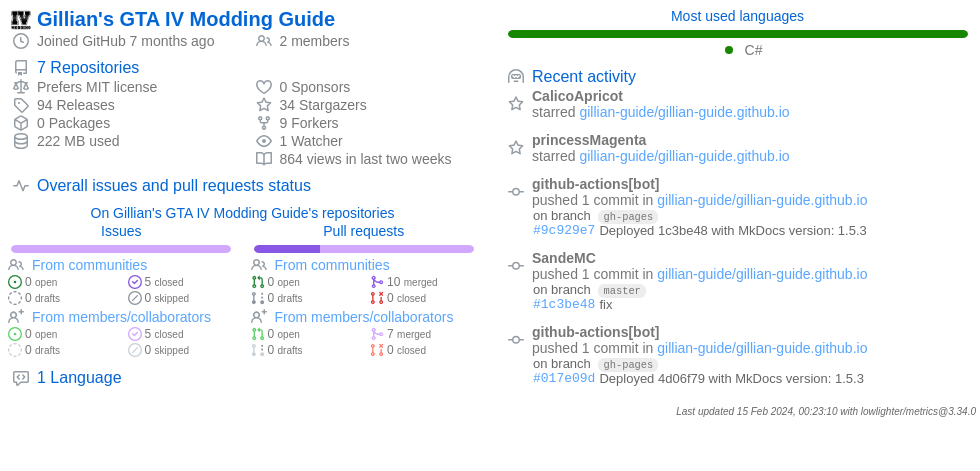 Gillian's GTA IV Modding Guide
Joined GitHub 7 months ago
2 members
7 Repositories
Prefers MIT license
94 Releases
0 Packages
222 MB used
0 Sponsors
34 Stargazers
9 Forkers
1 Watcher
864 views in last two weeks
Overall issues and pull requests status
On Gillian's GTA IV Modding Guide's repositories
Issues
From communities
0 open
5 closed
0 drafts
0 skipped
From members/collaborators
0 open
5 closed
0 drafts
0 skipped
Pull requests
From communities
0 open
10 merged
0 drafts
0 closed
From members/collaborators
0 open
7 merged
0 drafts
0 closed
1 Language
Most used languages
C#
Recent activity
CalicoApricot
starred gillian-guide/gillian-guide.github.io
princessMagenta
starred gillian-guide/gillian-guide.github.io
github-actions[bot]
pushed 1 commit in gillian-guide/gillian-guide.github.io
on branch gh-pages
#9c929e7 Deployed 1c3be48 with MkDocs version: 1.5.3
SandeMC
pushed 1 commit in gillian-guide/gillian-guide.github.io
on branch master
#1c3be48 fix
github-actions[bot]
pushed 1 commit in gillian-guide/gillian-guide.github.io
on branch gh-pages
#017e09d Deployed 4d06f79 with MkDocs version: 1.5.3
Last updated 15 Feb 2024, 00:23:10 with lowlighter/metrics@3.34.0